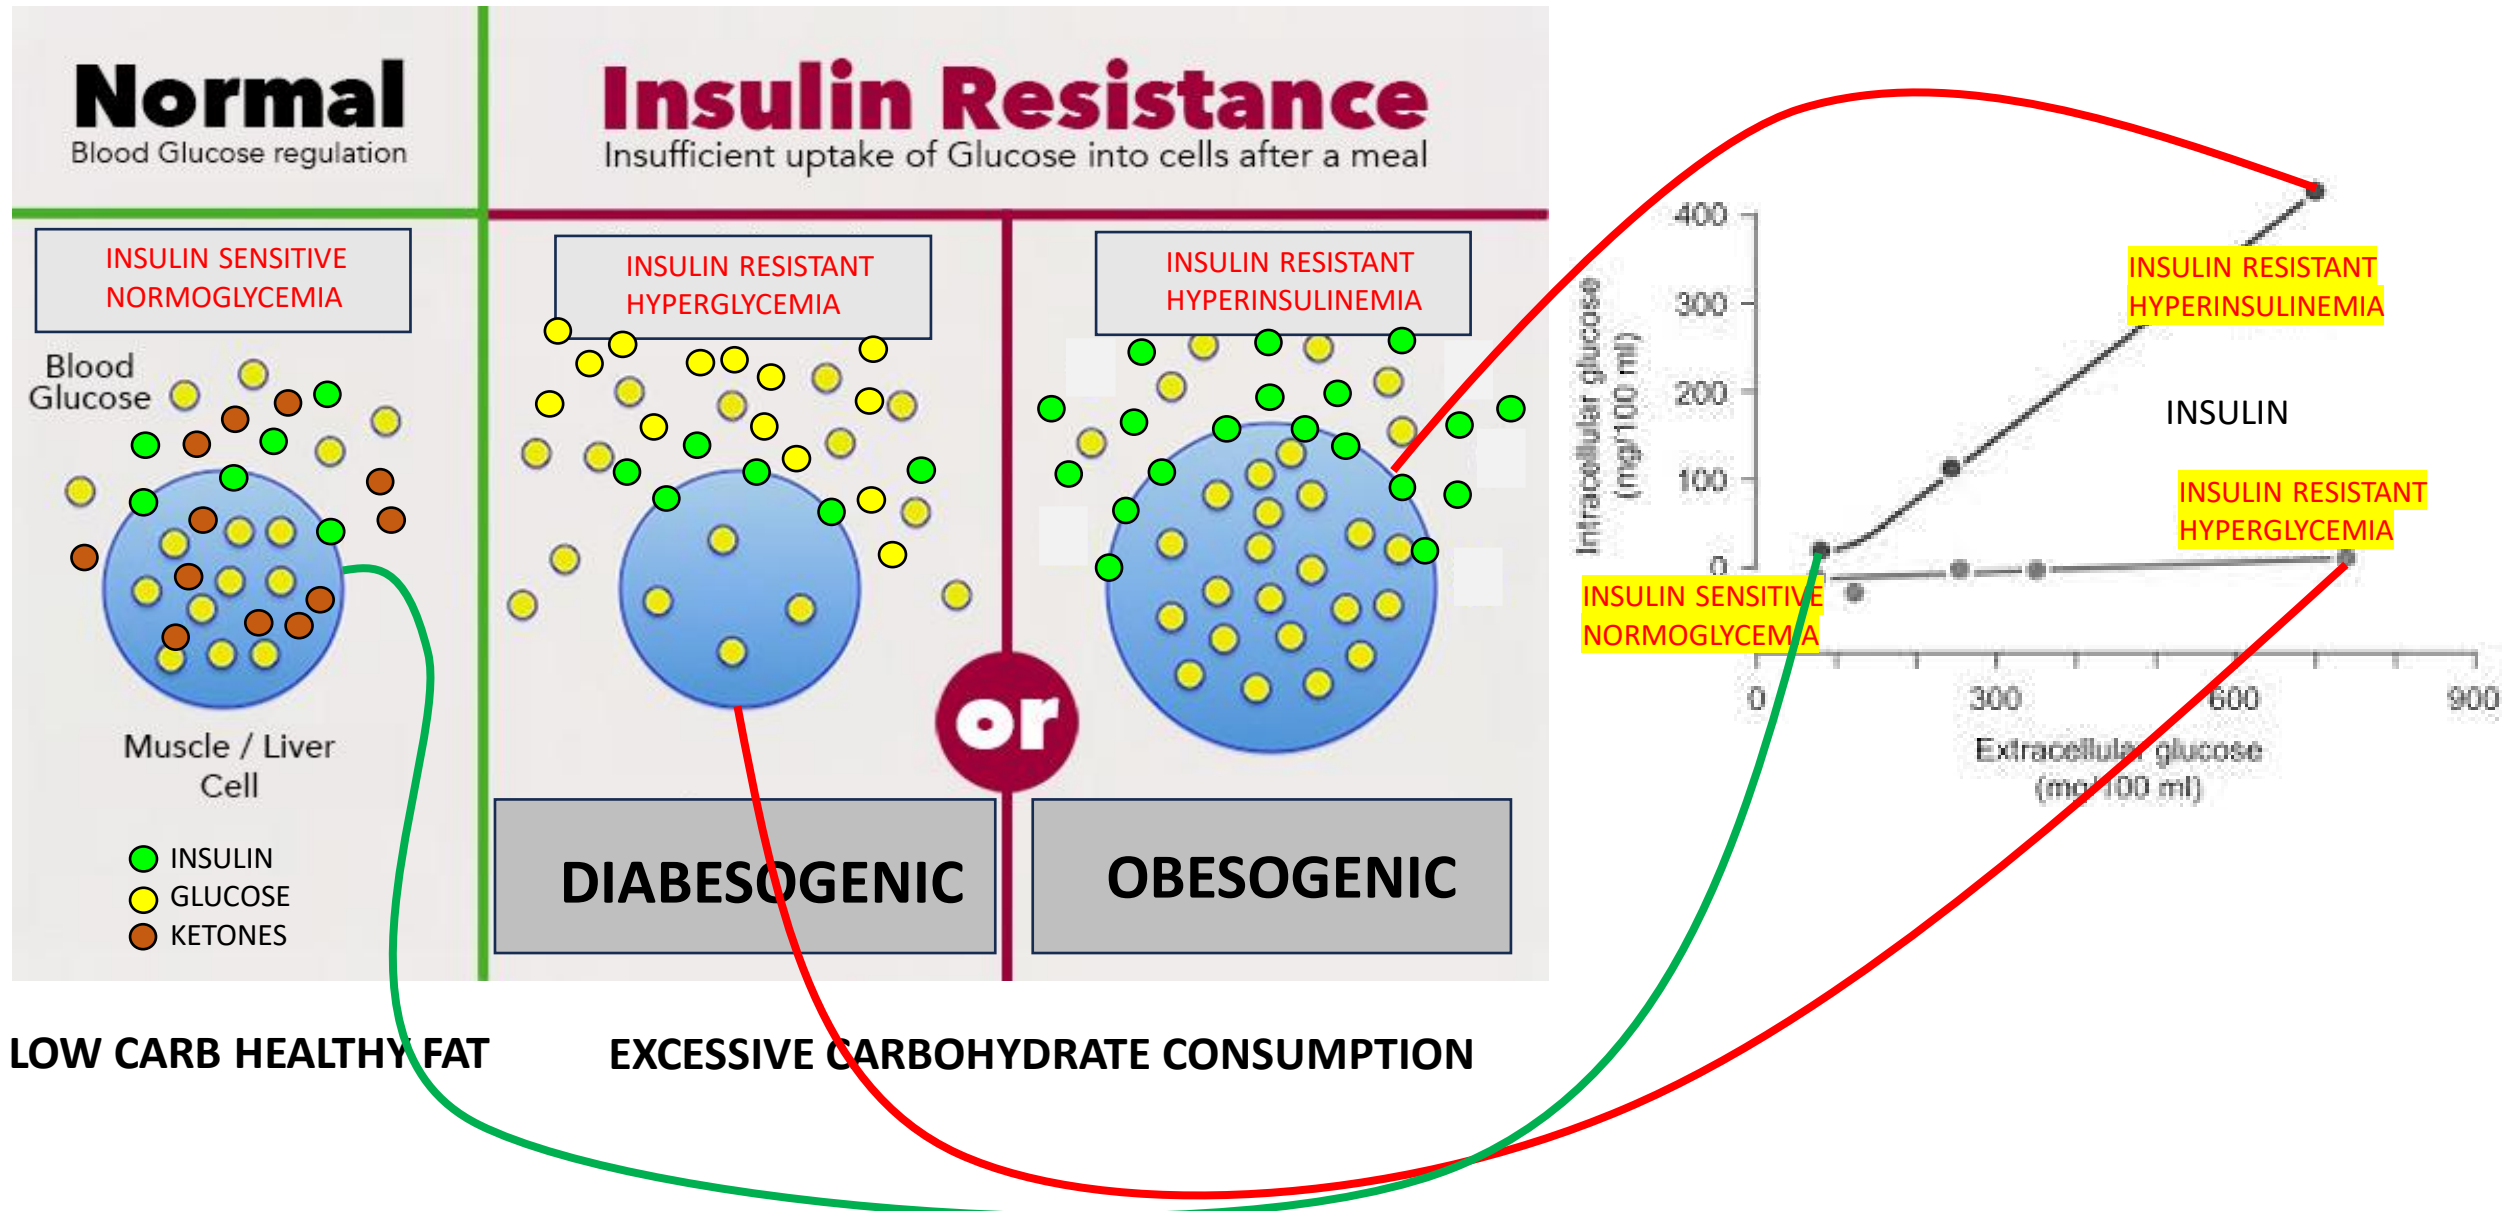 Normal
Blood Glucose regulation
Insulin Resistance
Insufficient uptake of Glucose into cells after a meal
INSULIN SENSITIVE
NORMOGLYCEMIA
INSULIN RESISTANT
HYPERGLYCEMIA
INSULIN RESISTANT
HYPERINSULINEMIA
Blood
Glucose
Muscle / Liver
Cell
INSULIN
GLUCOSE
KETONES
or
DIABESOGENIC
OBESOGENIC
LOW CARB HEALTHY FAT
EXCESSIVE CARBOHYDRATE CONSUMPTION
Intracellular glucose
(mg/100 ml)
400
300
200
100
0
INSULIN RESISTANT
HYPERINSULINEMIA
INSULIN
INSULIN RESISTANT
HYPERGLYCEMIA
INSULIN SENSITIVE
NORMOGLYCEMIA
0
300
600
900
Extracellular glucose
(mg/100 ml)